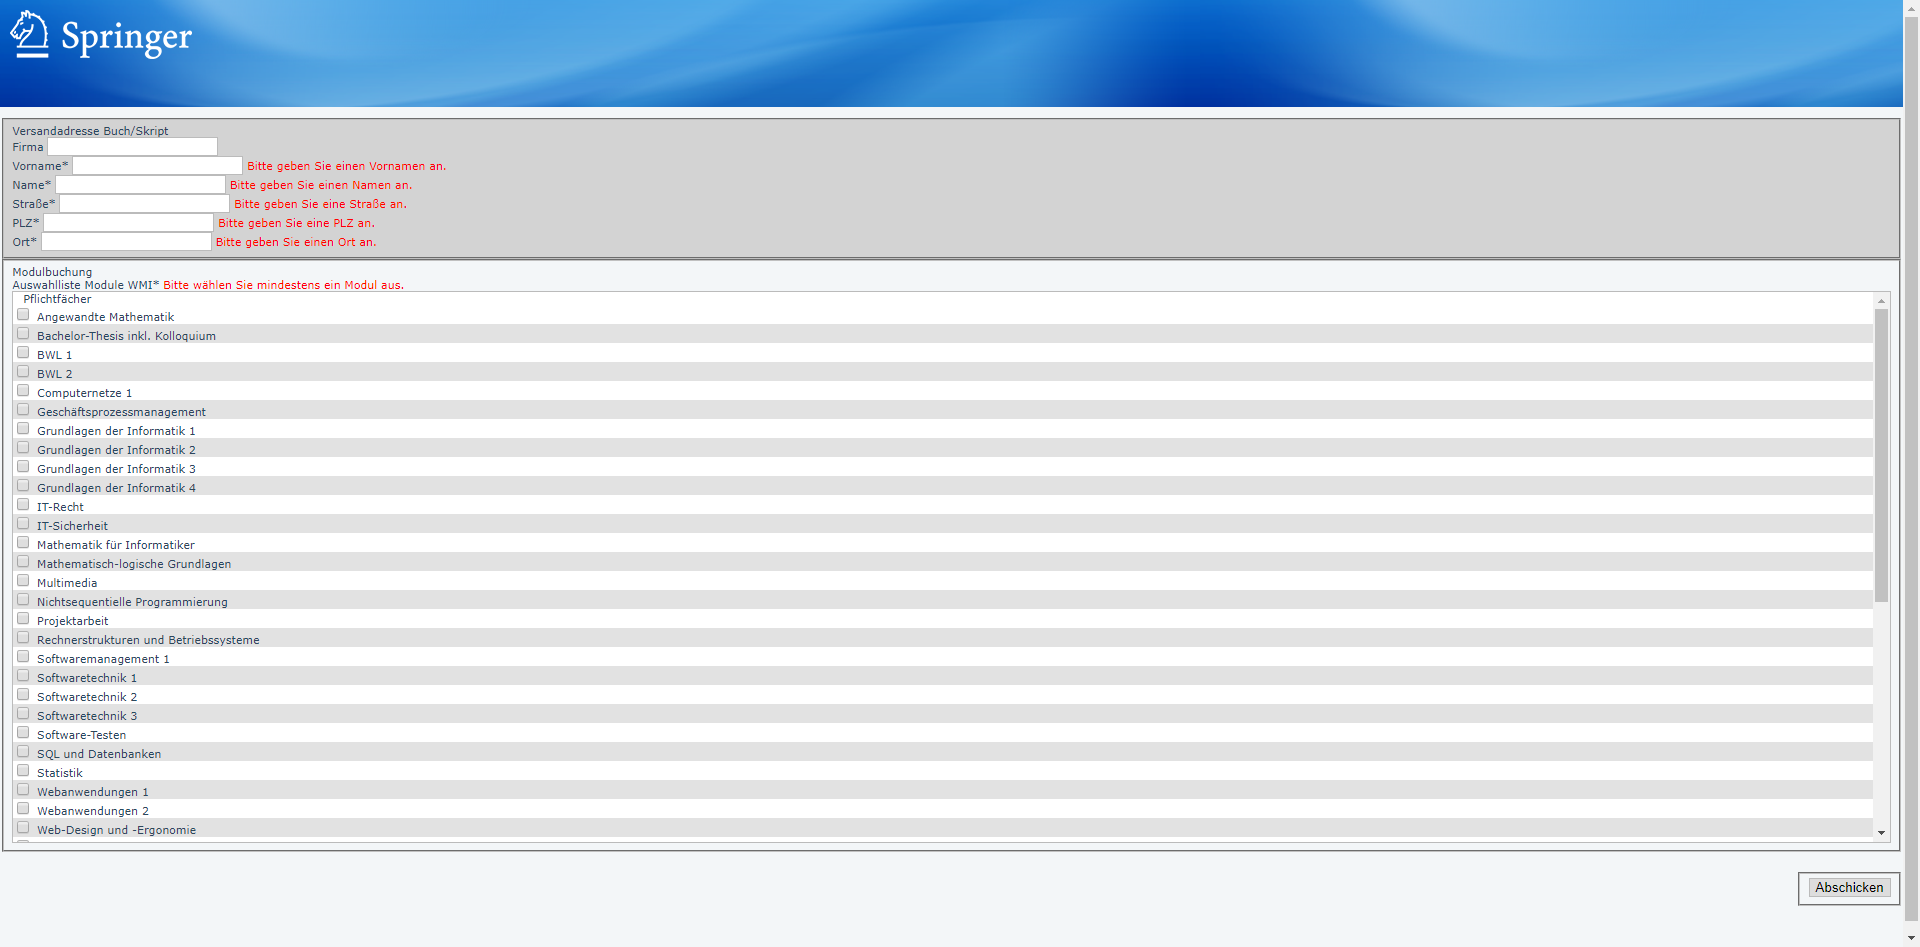 Springer
Versandadresse Buch/Skript
Firma
Vorname* Bitte geben Sie einen Vornamen an.
Name* Bitte geben Sie einen Namen an.
Straße* Bitte geben Sie eine Straße an.
PLZ* Bitte geben Sie eine PLZ an.
Ort* Bitte geben Sie einen Ort an.
Modulbuchung
Auswahlliste Module WMI* Bitte wählen Sie mindestens ein Modul aus.
Pflichtfächer
Angewandte Mathematik
Bachelor-Thesis inkl. Kolloquium
BWL 1
BWL 2
Computernetze 1
Geschäftsprozessmanagement
Grundlagen der Informatik 1
Grundlagen der Informatik 2
Grundlagen der Informatik 3
Grundlagen der Informatik 4
IT-Recht
IT-Sicherheit
Mathematik für Informatiker
Mathematisch-logische Grundlagen
Multimedia
Nichtsequentielle Programmierung
Projektarbeit
Rechnerstrukturen und Betriebssysteme
Softwaremanagement 1
Softwaretechnik 1
Softwaretechnik 2
Softwaretechnik 3
Software-Testen
SQL und Datenbanken
Statistik
Webanwendungen 1
Webanwendungen 2
Web-Design und -Ergonomie
Abschicken